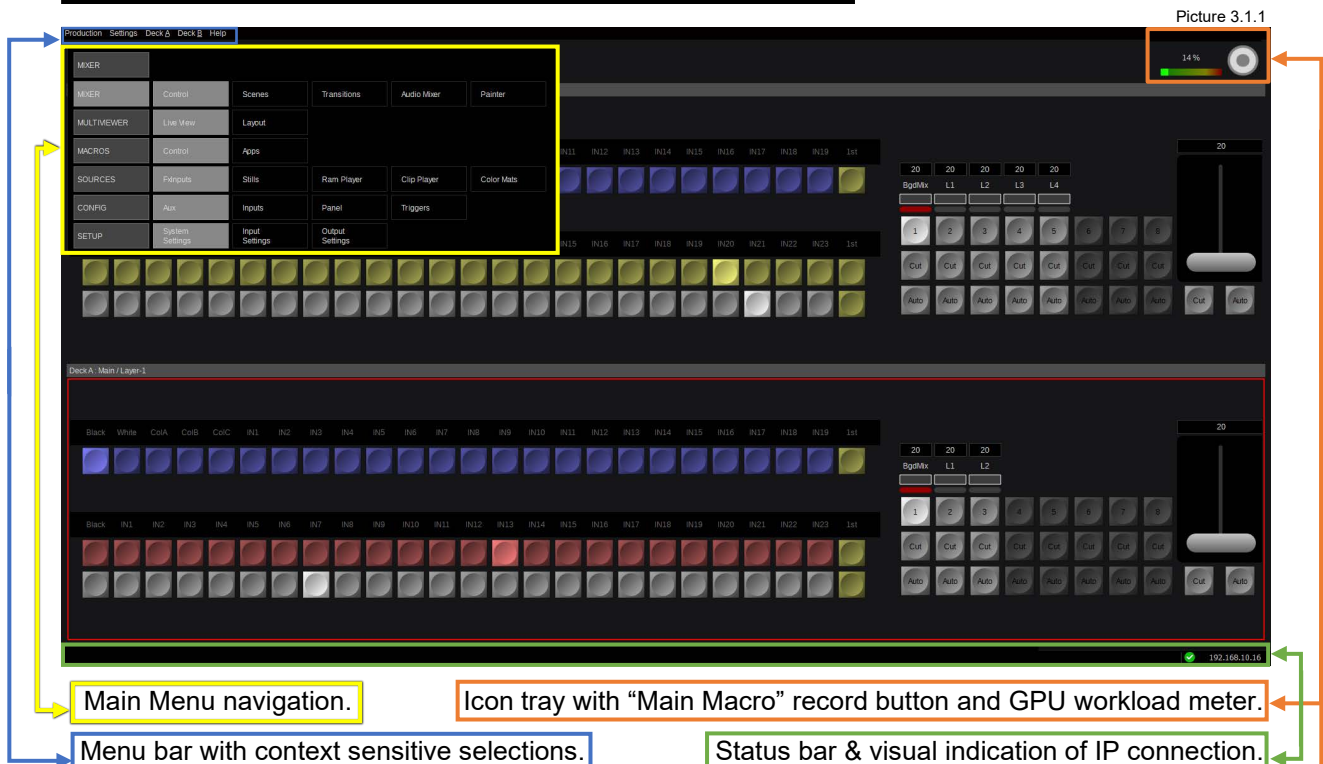 Picture 3.1.1
Production Settings Deck A Deck B Help
14 %
MIXER
MIXER Control Scenes Transitions Audio Mixer Painter
MULTIVIEWER Live View Layout
MACROS Control Apps
SOURCES FxInputs Stills Ram Player Clip Player Color Mats
CONFIG Aux Inputs Panel Triggers
SETUP System Settings Input Settings Output Settings
IN11 IN12 IN13 IN14 IN15 IN16 IN17 IN18 IN19 1st
20
20 20 20 20 20
BgdMix L1 L2 L3 L4
1 2 3 4 5 6 7 8
IN15 IN16 IN17 IN18 IN19 IN20 IN21 IN22 IN23 1st
Cut Cut Cut Cut Cut Cut Cut Cut
Auto Auto Auto Auto Auto Auto Auto Auto Cut Auto
Deck A : Main / Layer-1
Black White ColA ColB ColC IN1 IN2 IN3 IN4 IN5 IN6 IN7 IN8 IN9 IN10 IN11 IN12 IN13 IN14 IN15 IN16 IN17 IN18 IN19 1st
20
20 20 20
BgdMix L1 L2
1 2 3 4 5 6 7 8
Black IN1 IN2 IN3 IN4 IN5 IN6 IN7 IN8 IN9 IN10 IN11 IN12 IN13 IN14 IN15 IN16 IN17 IN18 IN19 IN20 IN21 IN22 IN23 1st
Cut Cut Cut Cut Cut Cut Cut Cut
Auto Auto Auto Auto Auto Auto Auto Auto Cut Auto
192.168.10.16
Main Menu navigation.
Icon tray with “Main Macro” record button and GPU workload meter.
Menu bar with context sensitive selections.
Status bar & visual indication of IP connection.